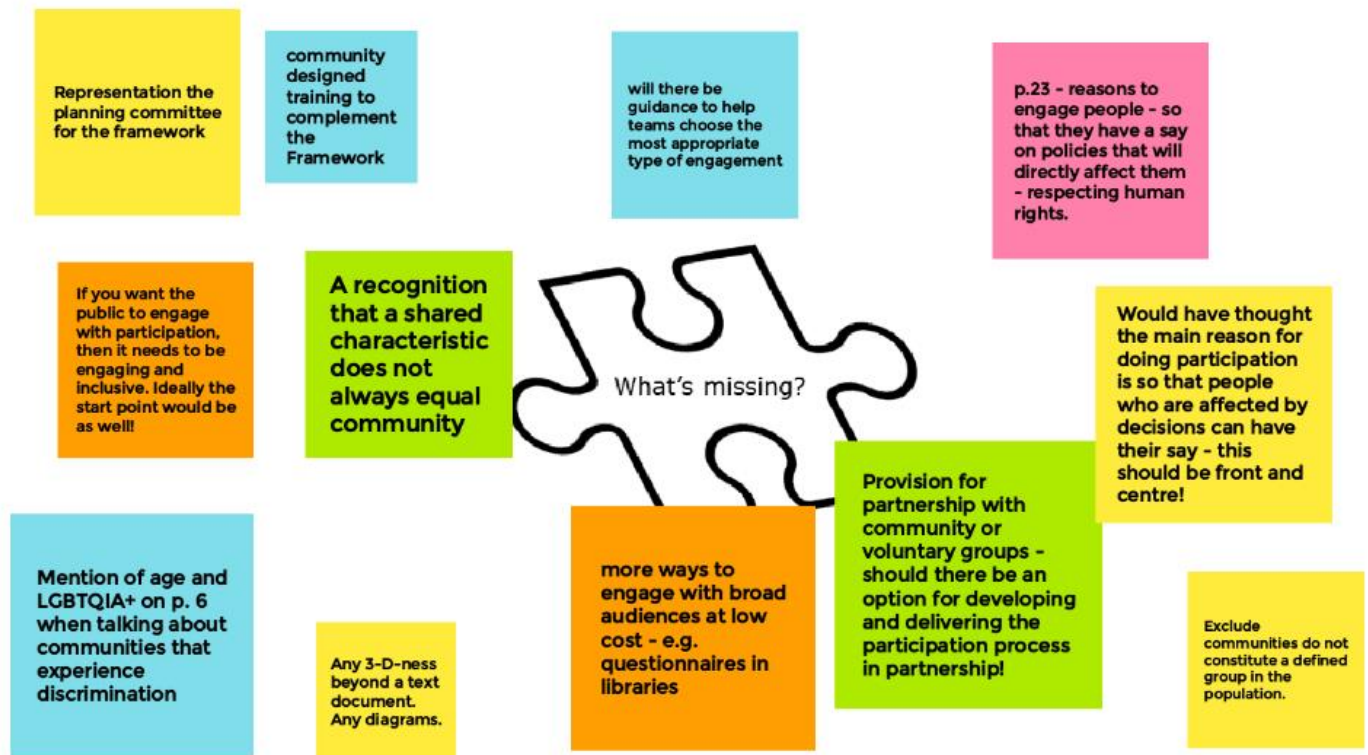 Representation the
planning committee
for the framework
community
designed
training to
complement
the
Framework
will there be
guidance to help
teams choose the
most appropriate
type of engagement
p.23 - reasons to
engage people - so
that they have a say
on policies that will
directly affect them
- respecting human
rights.
If you want the
public to engage
with participation,
then it needs to be
engaging and
inclusive. Ideally the
start point would be
as well!
A recognition
that a shared
characteristic
does not
always equal
community
What's missing?
Would have thought
the main reason for
doing participation
is so that people
who are affected by
decisions can have
their say - this
should be front and
centre!
Mention of age and
LGBTQIA+ on p. 6
when talking about
communities that
experience
discrimination
Any 3-D-ness
beyond a text
document.
Any diagrams.
more ways to
engage with broad
audiences at low
cost - e.g.
questionnaires in
libraries
Provision for
partnership with
community or
voluntary groups -
should there be an
option for developing
and delivering the
participation process
in partnership!
Exclude
communities do not
constitute a defined
group in the
population.